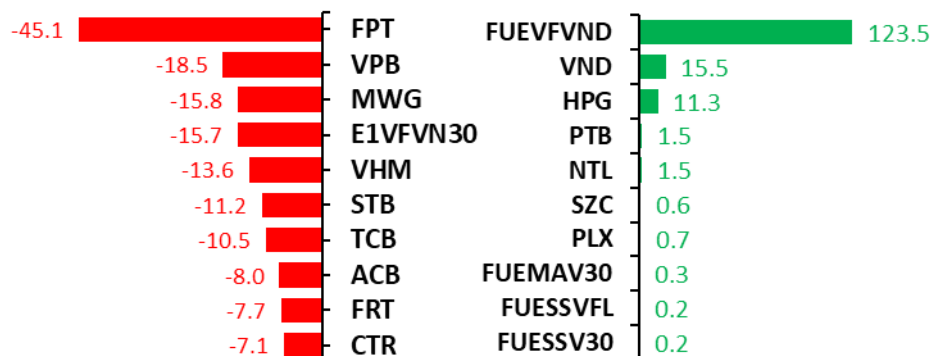 -45.1 FPT FUEVFVND 123.5
-18.5 VPB VND 15.5
-15.8 MWG HPG 11.3
-15.7 E1VFVN30 PTB 1.5
-13.6 VHM NTL 1.5
-11.2 STB SZC 0.6
-10.5 TCB PLX 0.7
-8.0 ACB FUEMAV30 0.3
-7.7 FRT FUESSVFL 0.2
-7.1 CTR FUESSV30 0.2